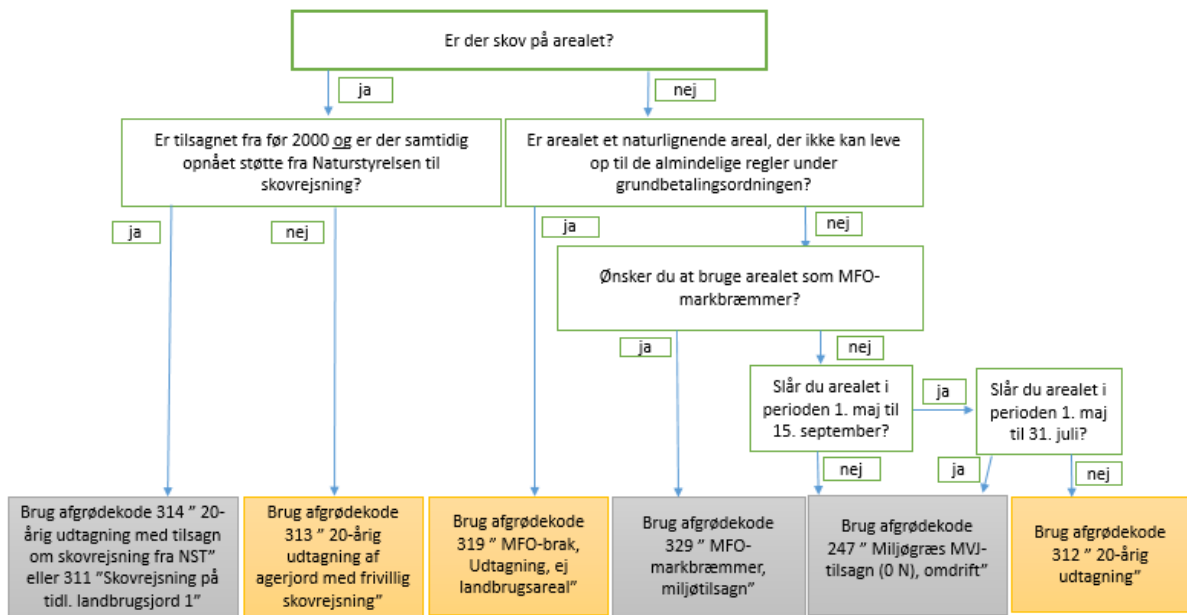 Er der skov på arealet?
ja
nej
Er tilsagnet fra før 2000 og er der samtidig
opnået støtte fra Naturstyrelsen til
skovrejsning?
Er arealet et naturlignende areal, der ikke kan leve
op til de almindelige regler under
grundbetalingsordningen?
ja
nej
ja
nej
Ønsker du at bruge arealet som MFO-
markbræmmer?
ja
nej
Slår du arealet i
perioden 1. maj til
15. september?
ja
Slår du arealet i
perioden 1. maj
til 31. juli?
nej
ja
nej
Brug afgrødekode 314 ” 20-
årig udtagning med tilsagn
om skovrejsning fra NST”
eller 311 ”Skovrejsning på
tidl. landbrugsjord 1”
Brug afgrødekode
313 ” 20-årig
udtagning af
agerjord med frivillig
skovrejsning”
Brug afgrødekode
319 ” MFO-brak,
Udtagning, ej
landbrugsareal”
Brug afgrødekode
329 ” MFO-
markbræmmer,
miljøtilsagn”
Brug afgrødekode
247 ” Miljøgræs MVJ-
tilsagn (0 N), omdrift”
Brug afgrødekode
312 ” 20-årig
udtagning”